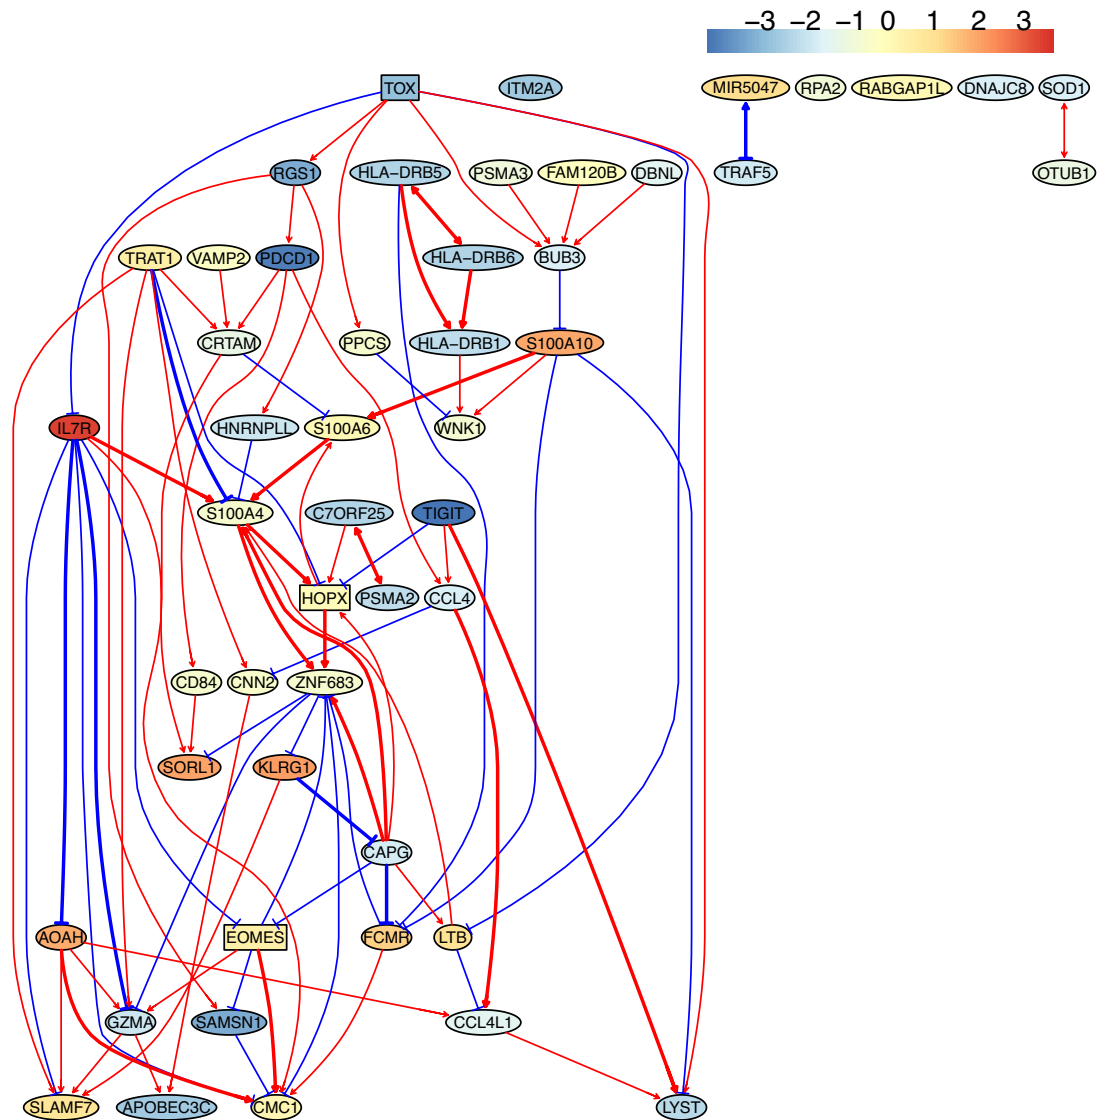 −3 −2 −1 0 1 2 3
TOX ITM2A MIR5047 RPA2 RABGAP1L DNAJC8 SOD1
RGS1 HLA−DRB5 PSMA3 FAM120B DBNL TRAF5 OTUB1
TRAT1 VAMP2 PDCD1 HLA−DRB6 BUB3
CRTAM PPCS HLA−DRB1 S100A10
IL7R HNRNPLL S100A6 WNK1
S100A4 C7ORF25 TIGIT
HOPX PSMA2 CCL4
CD84 CNN2 ZNF683
SORL1 KLRG1
CAPG
AOAH EOMES FCMR LTB
GZMA SAMSN1 CCL4L1
SLAMF7 APOBEC3C CMC1 LYST